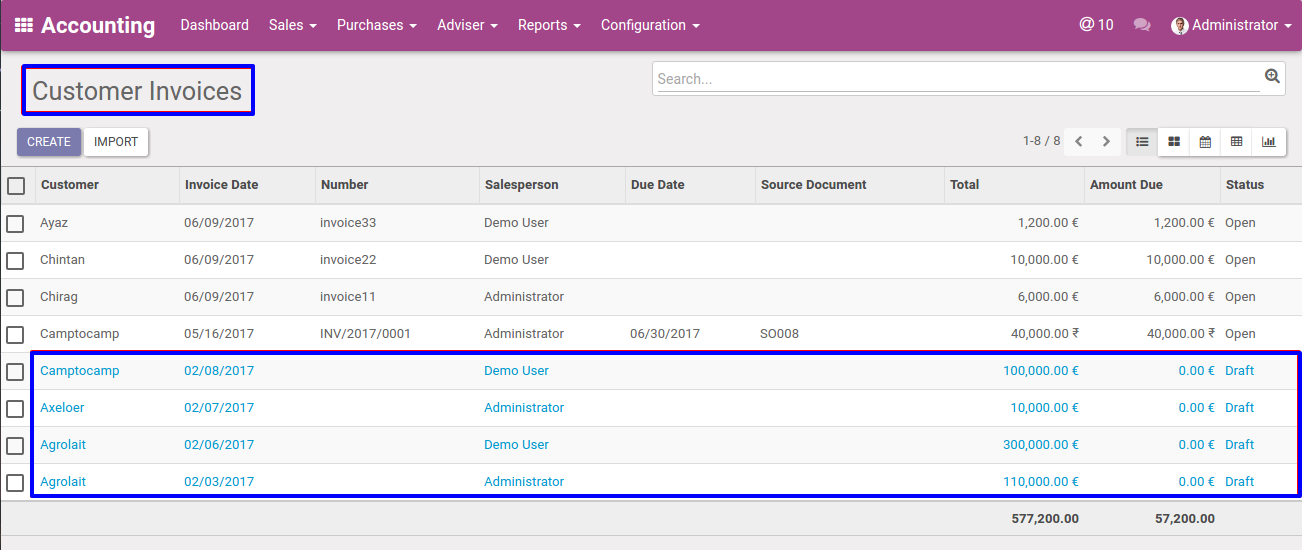 Accounting Dashboard Sales Purchases Adviser Reports Configuration @ 10 Administrator
Customer Invoices
Search...
CREATE IMPORT 1-8 / 8
Customer Invoice Date Number Salesperson Due Date Source Document Total Amount Due Status
Ayaz 06/09/2017 invoice33 Demo User 1,200.00 € 1,200.00 € Open
Chintan 06/09/2017 invoice22 Demo User 10,000.00 € 10,000.00 € Open
Chirag 06/09/2017 invoice11 Administrator 6,000.00 € 6,000.00 € Open
Camptocamp 05/16/2017 INV/2017/0001 Administrator 06/30/2017 SO008 40,000.00 ₹ 40,000.00 ₹ Open
Camptocamp 02/08/2017 Demo User 100,000.00 € 0.00 € Draft
Axeloer 02/07/2017 Administrator 10,000.00 € 0.00 € Draft
Agrolait 02/06/2017 Demo User 300,000.00 € 0.00 € Draft
Agrolait 02/03/2017 Administrator 110,000.00 € 0.00 € Draft
577,200.00 57,200.00